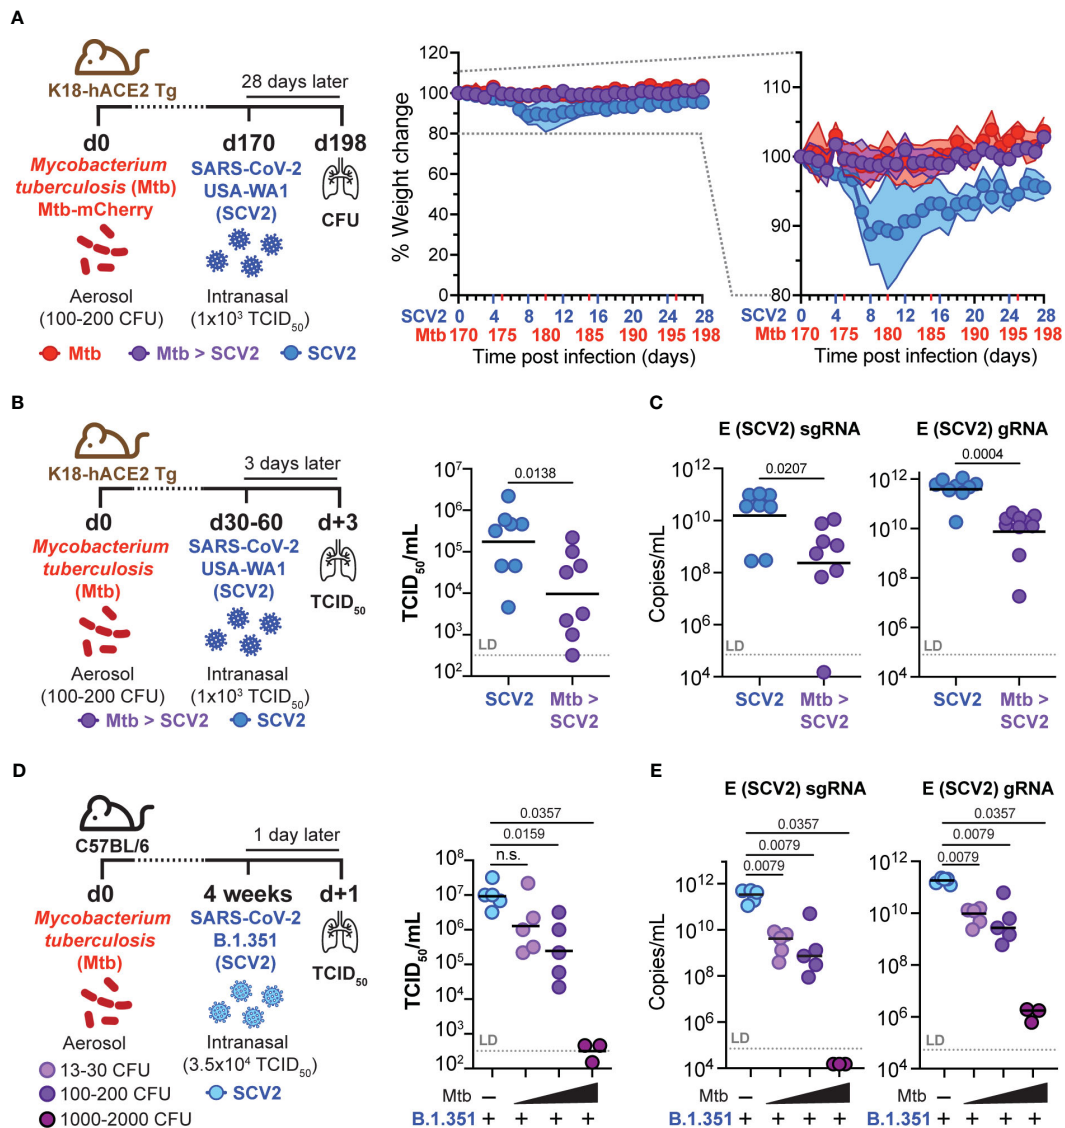 A
K18-hACE2 Tg
28 days later
d0
d170
d198
Mycobacterium
tuberculosis (Mtb)
Mtb-mCherry
SARS-CoV-2
USA-WA1
(SCV2)
CFU
Aerosol
(100-200 CFU)
Intranasal
(1x10³ TCID₅₀)
Mtb
Mtb > SCV2
SCV2
% Weight change
120
100
80
60
40
20
0
SCV2 0 4 8 12 16 20 24 28
Mtb 170 175 180 185 190 195 198
Time post infection (days)
110
100
90
80
SCV2 0 4 8 12 16 20 24 28
Mtb 170 175 180 185 190 195 198
Time post infection (days)
B
K18-hACE2 Tg
3 days later
d0
d30-60
d+3
Mycobacterium
tuberculosis
(Mtb)
SARS-CoV-2
USA-WA1
(SCV2)
TCID₅₀
Aerosol
(100-200 CFU)
Intranasal
(1x10³ TCID₅₀)
Mtb > SCV2
SCV2
TCID₅₀/mL
10⁷
10⁶
10⁵
10⁴
10³
10²
0.0138
LD
SCV2
Mtb >
SCV2
C
E (SCV2) sgRNA
Copies/mL
10¹²
10¹⁰
10⁸
10⁶
10⁴
0.0207
LD
SCV2
Mtb >
SCV2
E (SCV2) gRNA
10¹²
10¹⁰
10⁸
10⁶
10⁴
0.0004
SCV2
Mtb >
SCV2
D
C57BL/6
1 day later
d0
4 weeks
d+1
Mycobacterium
tuberculosis
(Mtb)
SARS-CoV-2
B.1.351
(SCV2)
TCID₅₀
Aerosol
Intranasal
(3.5x10⁴ TCID₅₀)
13-30 CFU
100-200 CFU
1000-2000 CFU
SCV2
TCID₅₀/mL
10⁸
10⁷
10⁶
10⁵
10⁴
10³
10²
0.0357
0.0159
n.s.
LD
Mtb −
B.1.351 + + + +
E
E (SCV2) sgRNA
Copies/mL
10¹²
10¹⁰
10⁸
10⁶
10⁴
0.0357
0.0079
0.0079
LD
Mtb −
B.1.351 + + + +
E (SCV2) gRNA
10¹²
10¹⁰
10⁸
10⁶
10⁴
0.0357
0.0079
0.0079
LD
Mtb −
B.1.351 + + + +